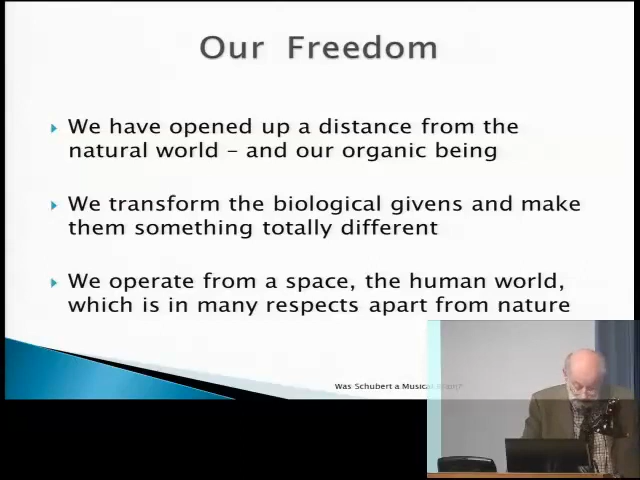 Our Freedom
We have opened up a distance from the
natural world – and our organic being
We transform the biological givens and make
them something totally different
We operate from a space, the human world,
which is in many respects apart from nature
Was Schubert a Musical